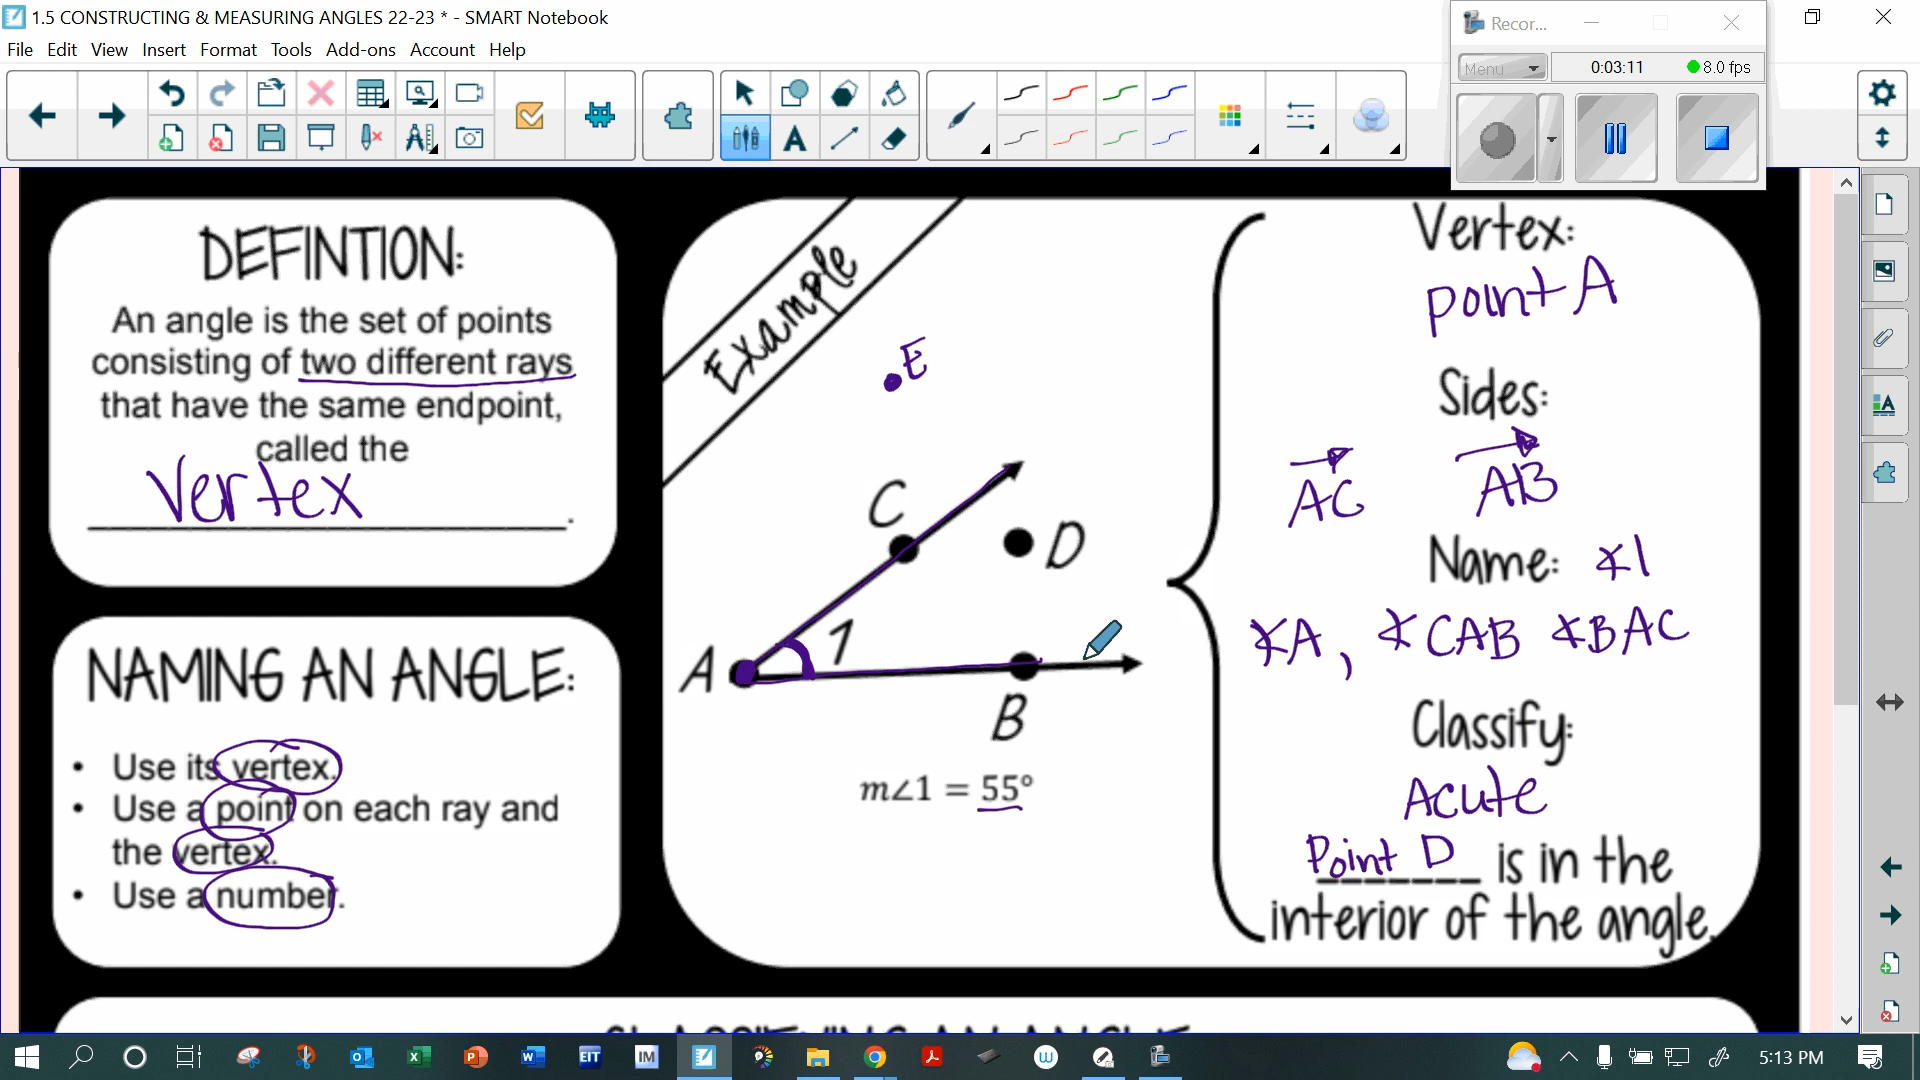 1.5 CONSTRUCTING & MEASURING ANGLES 22-23 * - SMART Notebook
File Edit View Insert Format Tools Add-ons Account Help
Recor...
Menu 0:03:11 8.0 fps
DEFINTION:
An angle is the set of points
consisting of two different rays
that have the same endpoint,
called the
Vertex
.
NAMING AN ANGLE:
• Use its vertex.
• Use a point on each ray and
the vertex.
• Use a number.
Example
E
C
D
A
1
B
m∠1 = 55°
Vertex:
point A
Sides:
AC AB
Name: ∡1
∡A, ∡CAB ∡BAC
Classify:
Acute
Point D is in the
interior of the angle.
CLASSIFYING AN ANGLE
5:13 PM